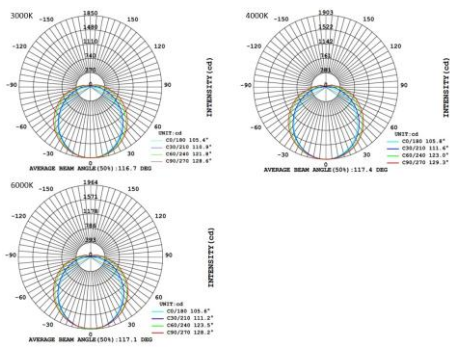 3000K
1850
-/+180
150
-150
1480
1110
120
-120
740
370
90
-90
INTENSITY(cd)
60
-60
30
-30
0
UNIT:cd
C0/180 105.6°
C30/210
C60/240 121.8°
C90/270 128.6°
AVERAGE BEAM ANGLE(50%):116.7 DEG
4000K
1903
150
-150
1522
1142
120
-120
761
381
90
-90
INTENSITY(cd)
60
-60
30
-30
0
UNIT:cd
C0/180 105.8°
C30/210 111.6°
C60/240 123.0°
C90/270 129.3°
AVERAGE BEAM ANGLE(50%):117.4 DEG
6000K
1964
150
-150
1571
1178
120
-120
393
90
-90
INTENSITY(cd)
60
-60
30
-30
0
UNIT:cd
C0/180 105.6°
C30/210 111.2°
C60/240 123.5°
C90/270 128.2°
AVERAGE BEAM ANGLE(50%):117.1 DEG